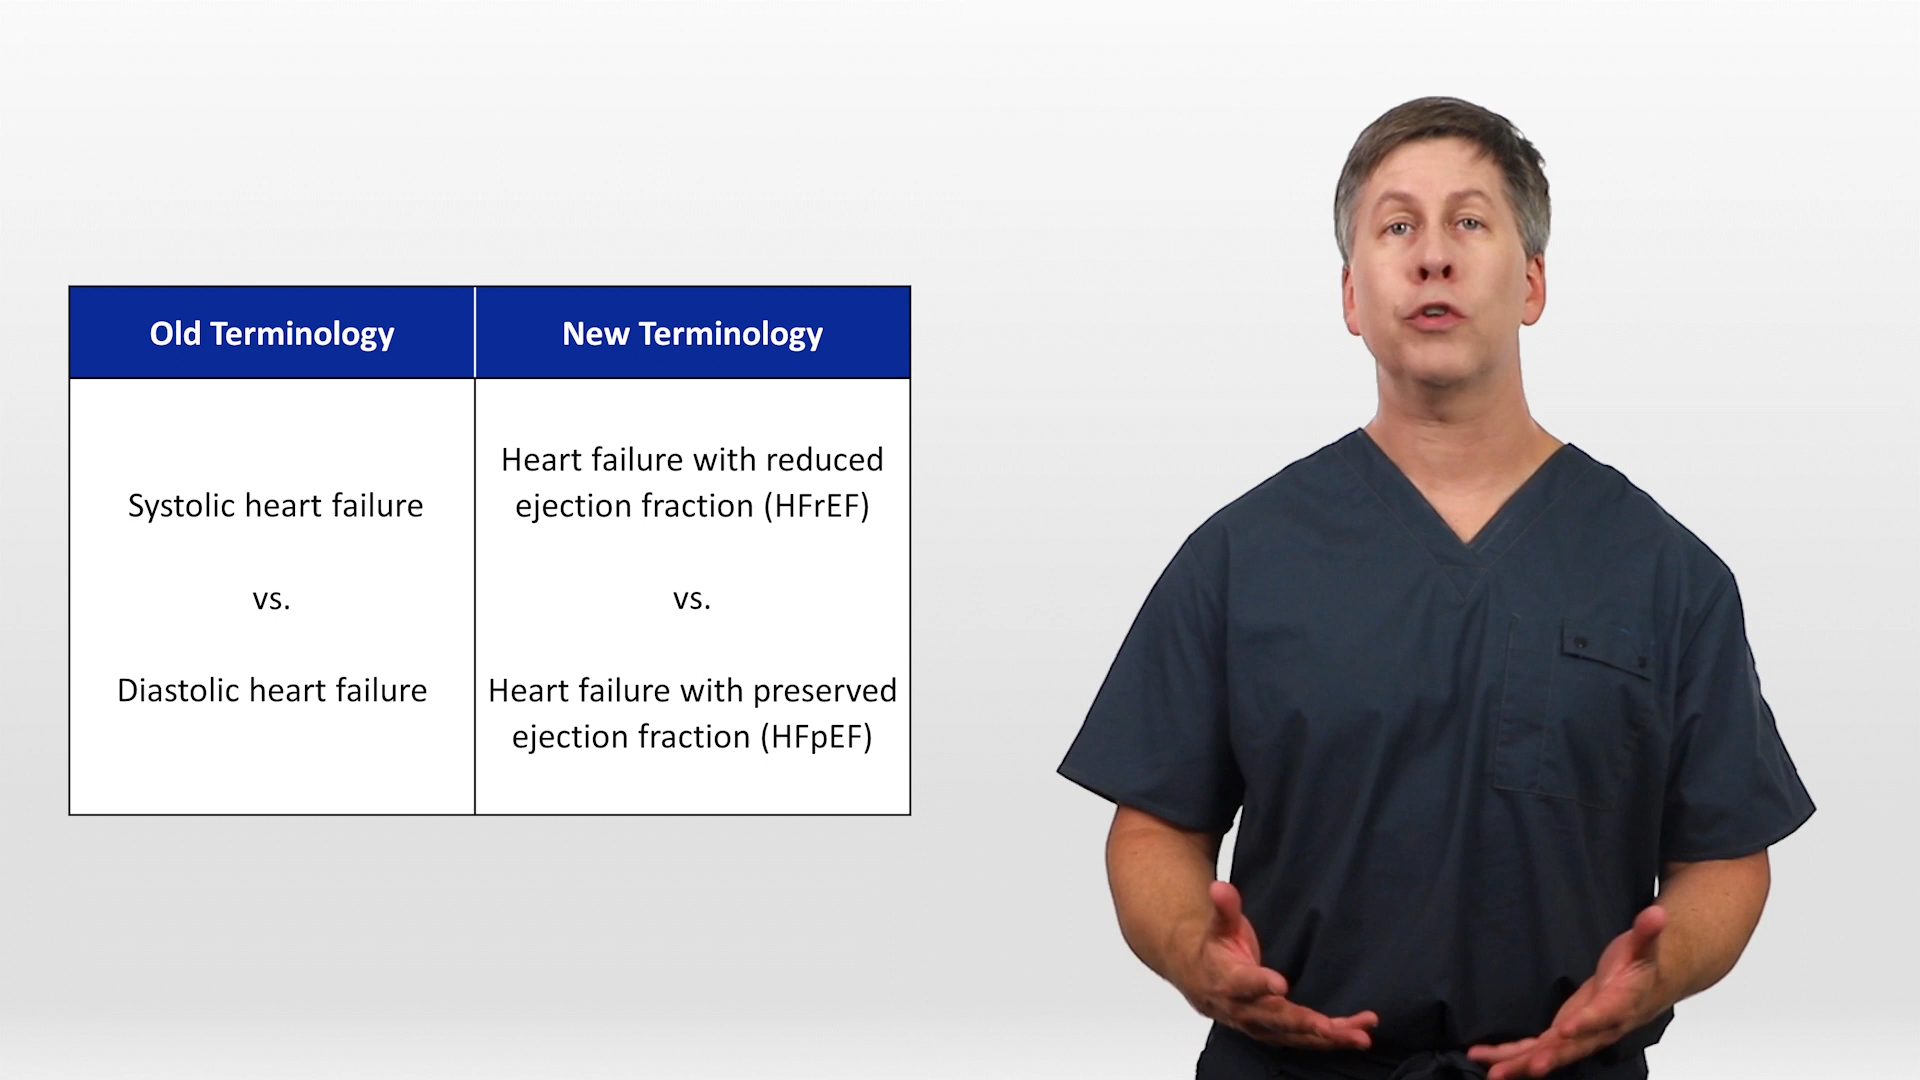 Old Terminology
New Terminology
Systolic heart failure
vs.
Diastolic heart failure
Heart failure with reduced
ejection fraction (HFrEF)
vs.
Heart failure with preserved
ejection fraction (HFpEF)